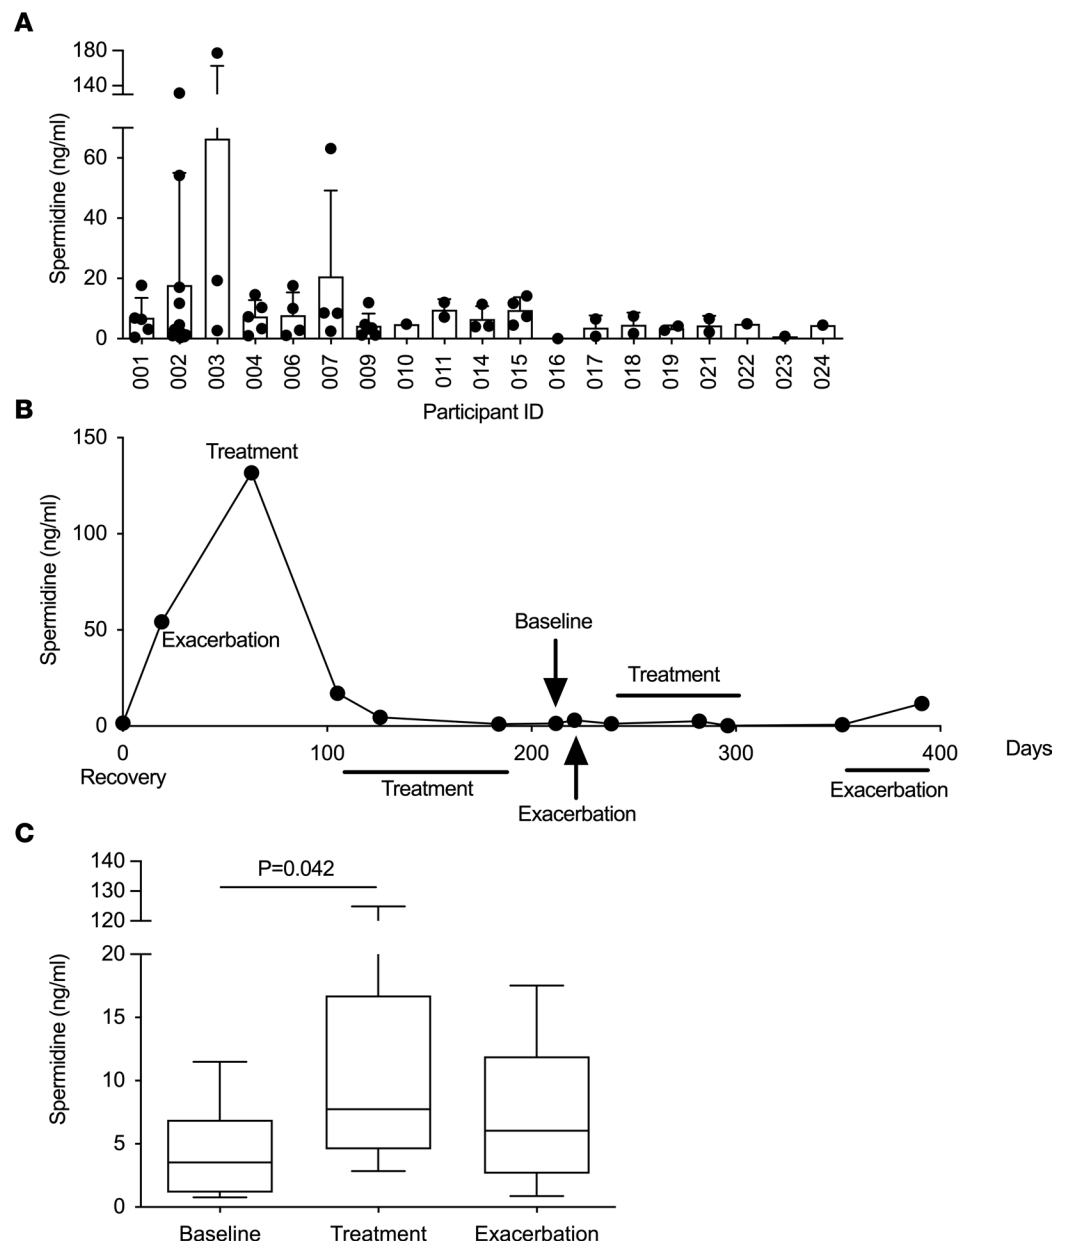 A
180
140
60
40
20
0
Spermidine (ng/ml)
001 002 003 004 006 007 009 010 011 014 015 016 017 018 019 021 022 023 024
Participant ID
B
150
100
50
0
Spermidine (ng/ml)
Treatment
Exacerbation
Baseline
Treatment
0 100 200 300 400 Days
Recovery
Treatment
Exacerbation
Exacerbation
C
140
130
120
20
15
10
5
0
Spermidine (ng/ml)
P=0.042
Baseline Treatment Exacerbation